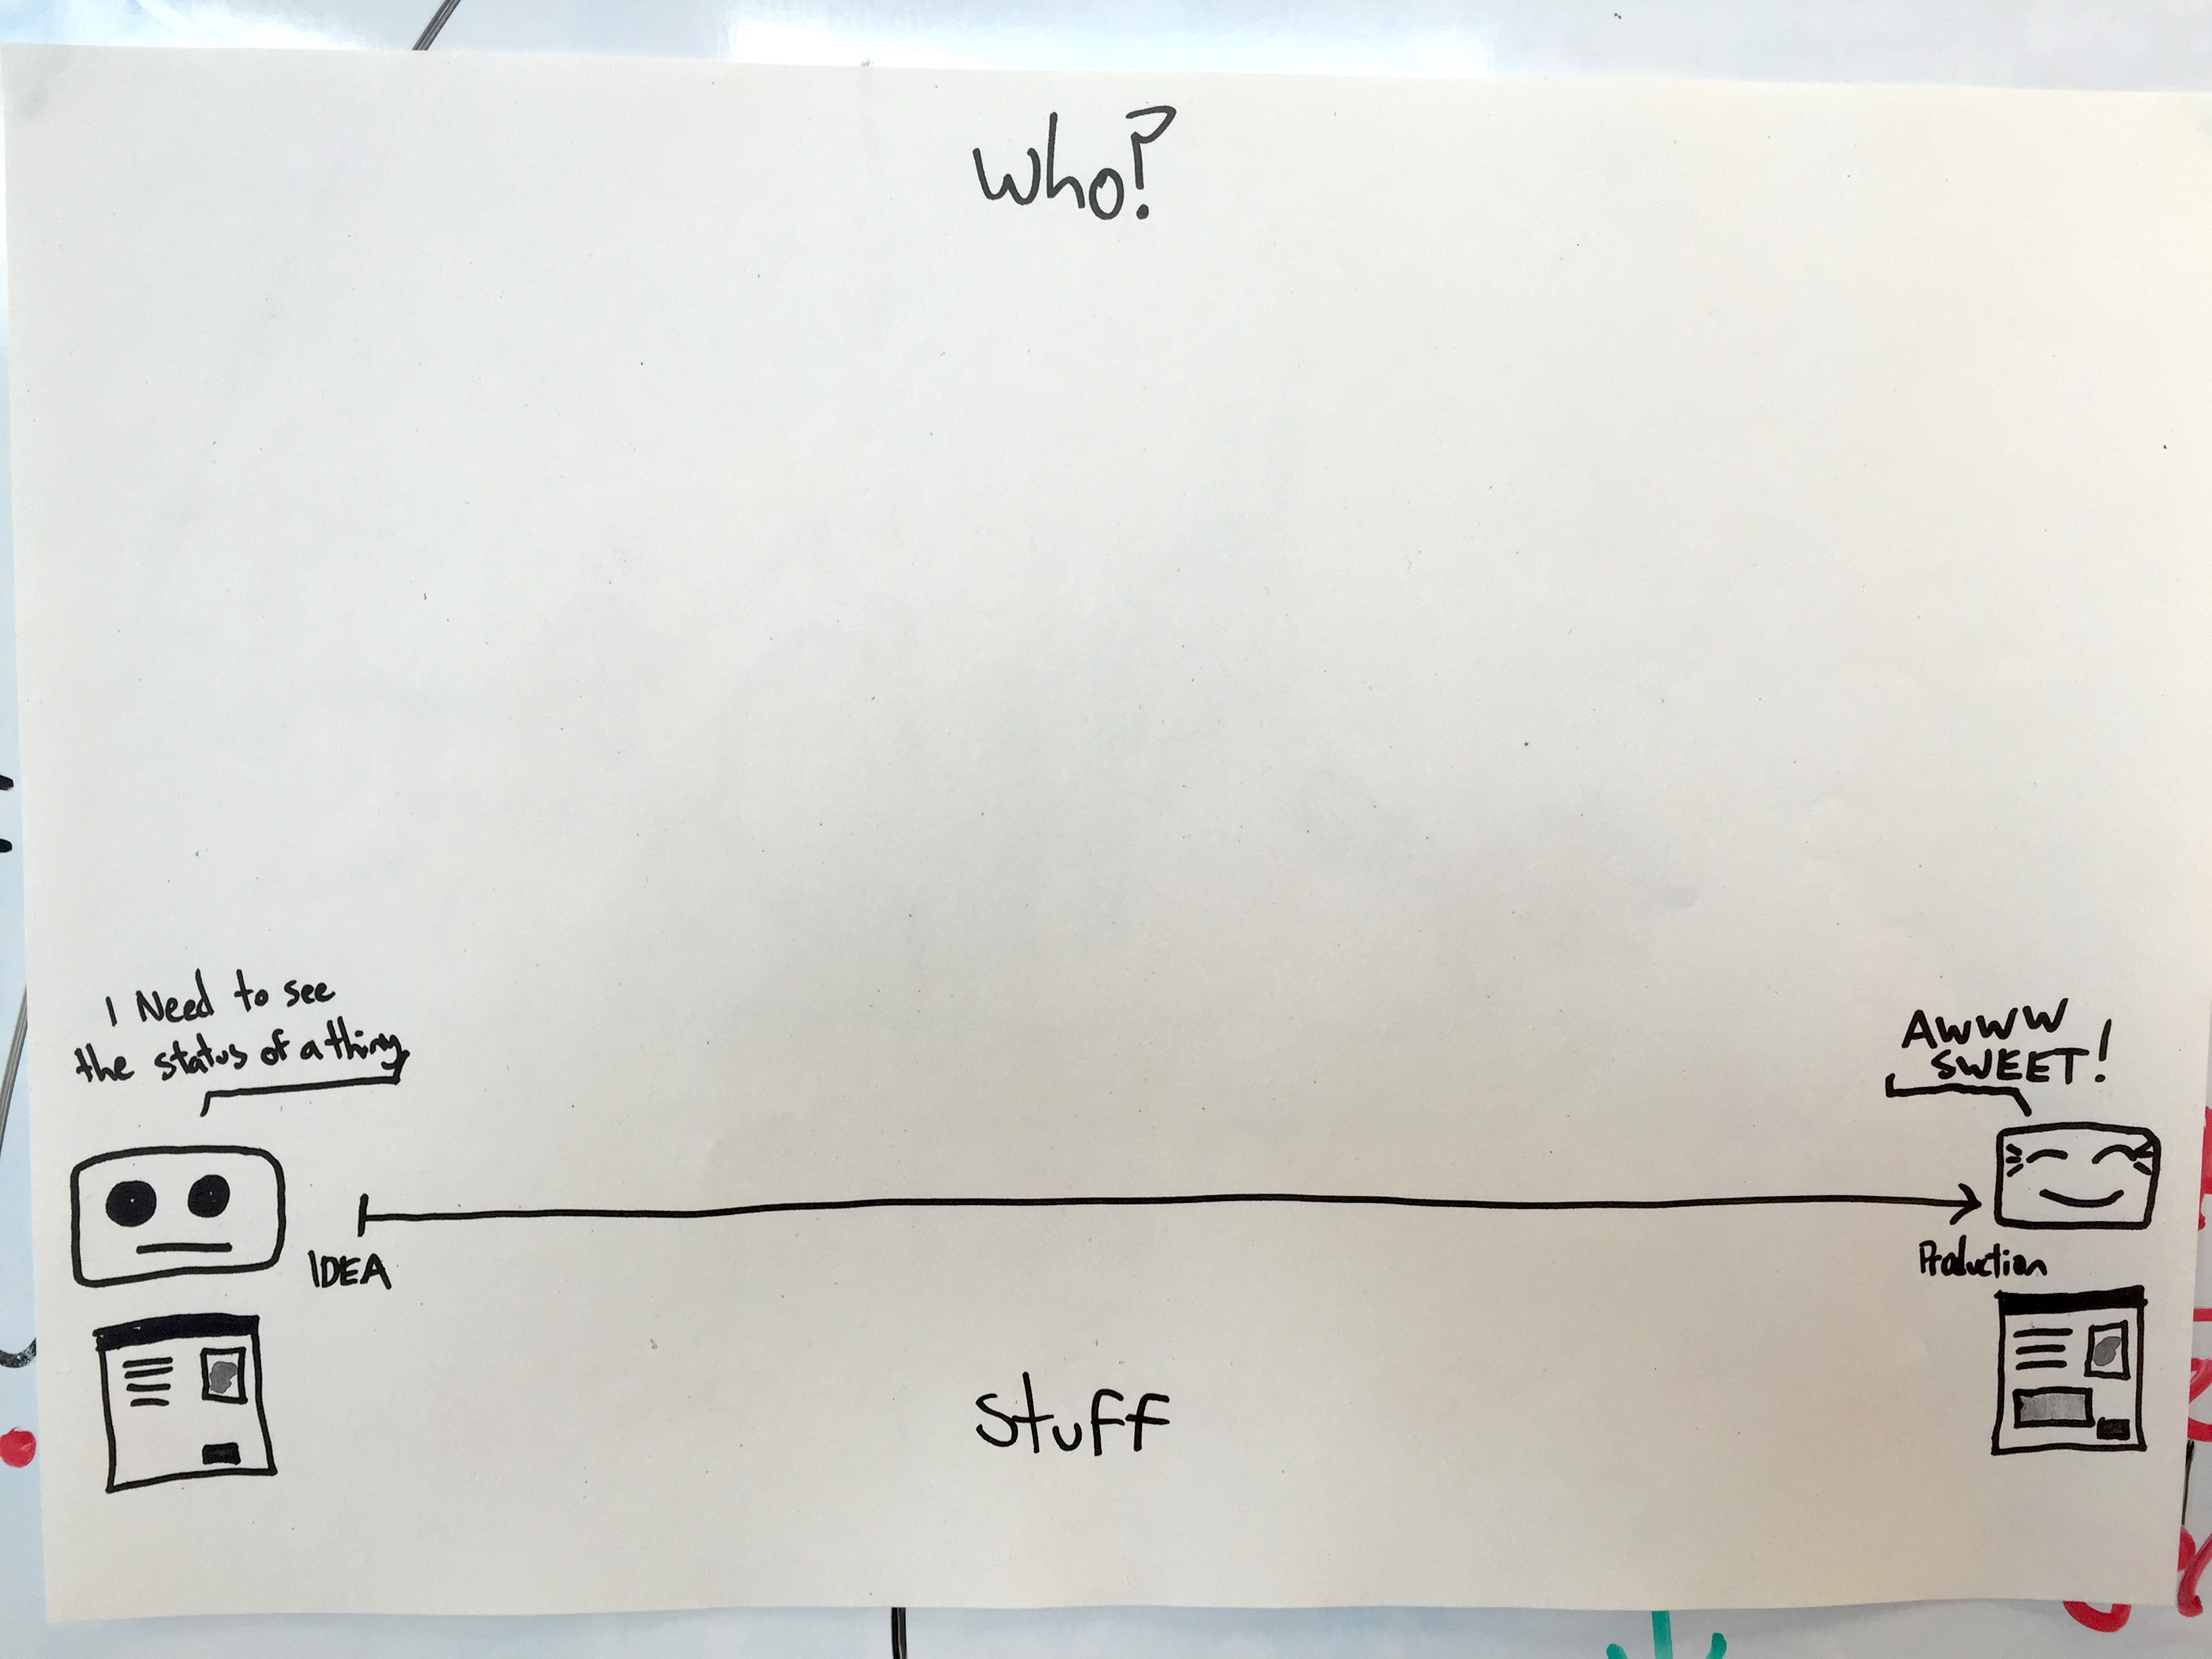 Who?
I Need to see
the status of a thing
AWWW
SWEET!
IDEA
Production
Stuff